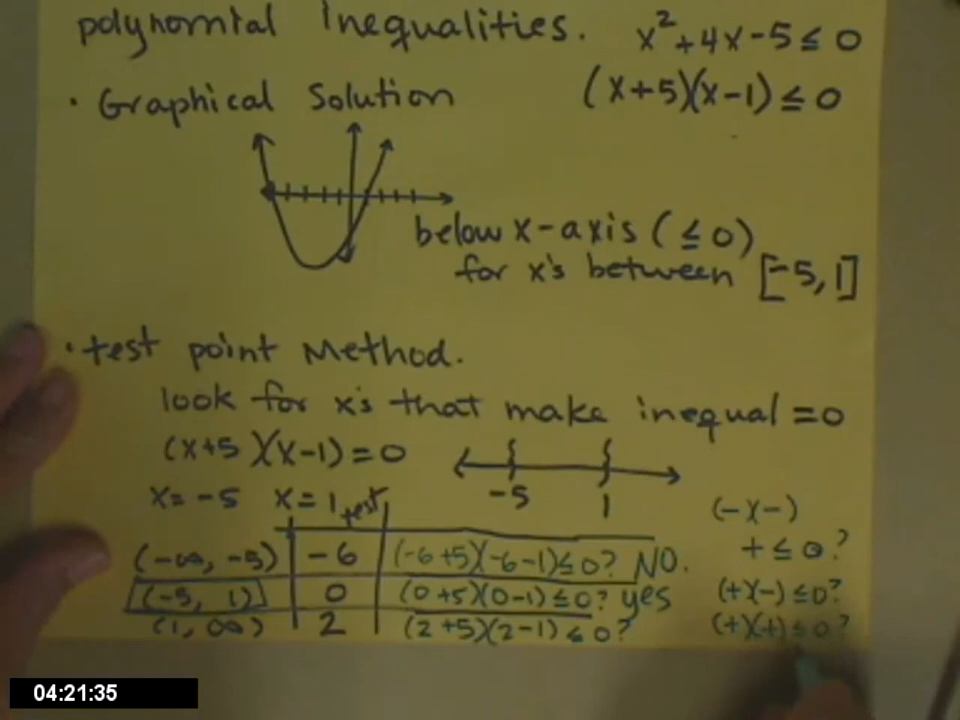 polynomial Inequalities. x²+4x-5≤0
• Graphical Solution (x+5)(x-1)≤0
below x-axis (≤0)
for x's between [-5,1]
• test point Method.
look for x's that make inequal =0
(x+5)(x-1)=0
-5 1
x=-5 x=1 test (-)(-)
(-∞, -5) -6 (-6+5)(-6-1)≤0? NO. + ≤ 0?
(-5, 1) 0 (0+5)(0-1)≤0? yes (+)(-)≤0?
(1, ∞) 2 (2+5)(2-1)≤0? (+)(+)≤0?
04:21:35